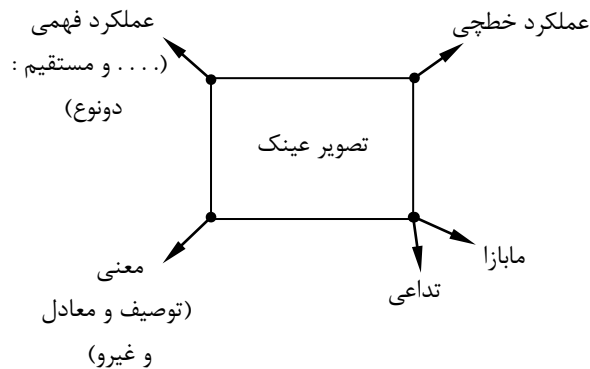 عملکرد خطچی
عملکرد فهمی
(.... و مستقیم :
دونوع)
تصویر عینک
مابازا
تداعی
معنی
(توصیف و معادل
و غیرو)